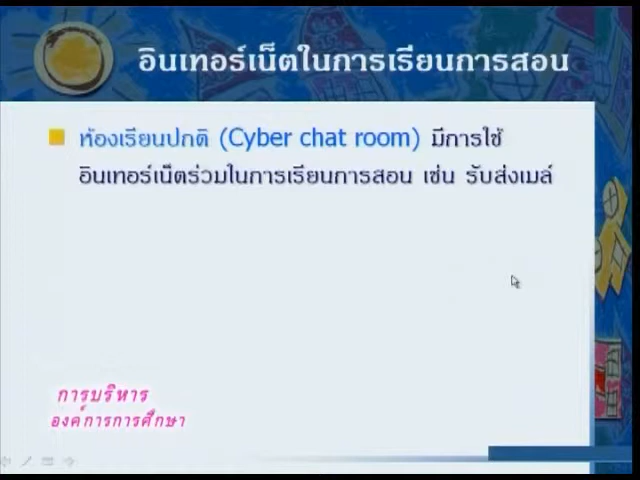 อินเทอร์เน็ตในการเรียนการสอน
ห้องเรียนปกติ (Cyber chat room) มีการใช้
อินเทอร์เน็ตร่วมในการเรียนการสอน เช่น รับส่งเมล์
การบริหาร
องค์การการศึกษา